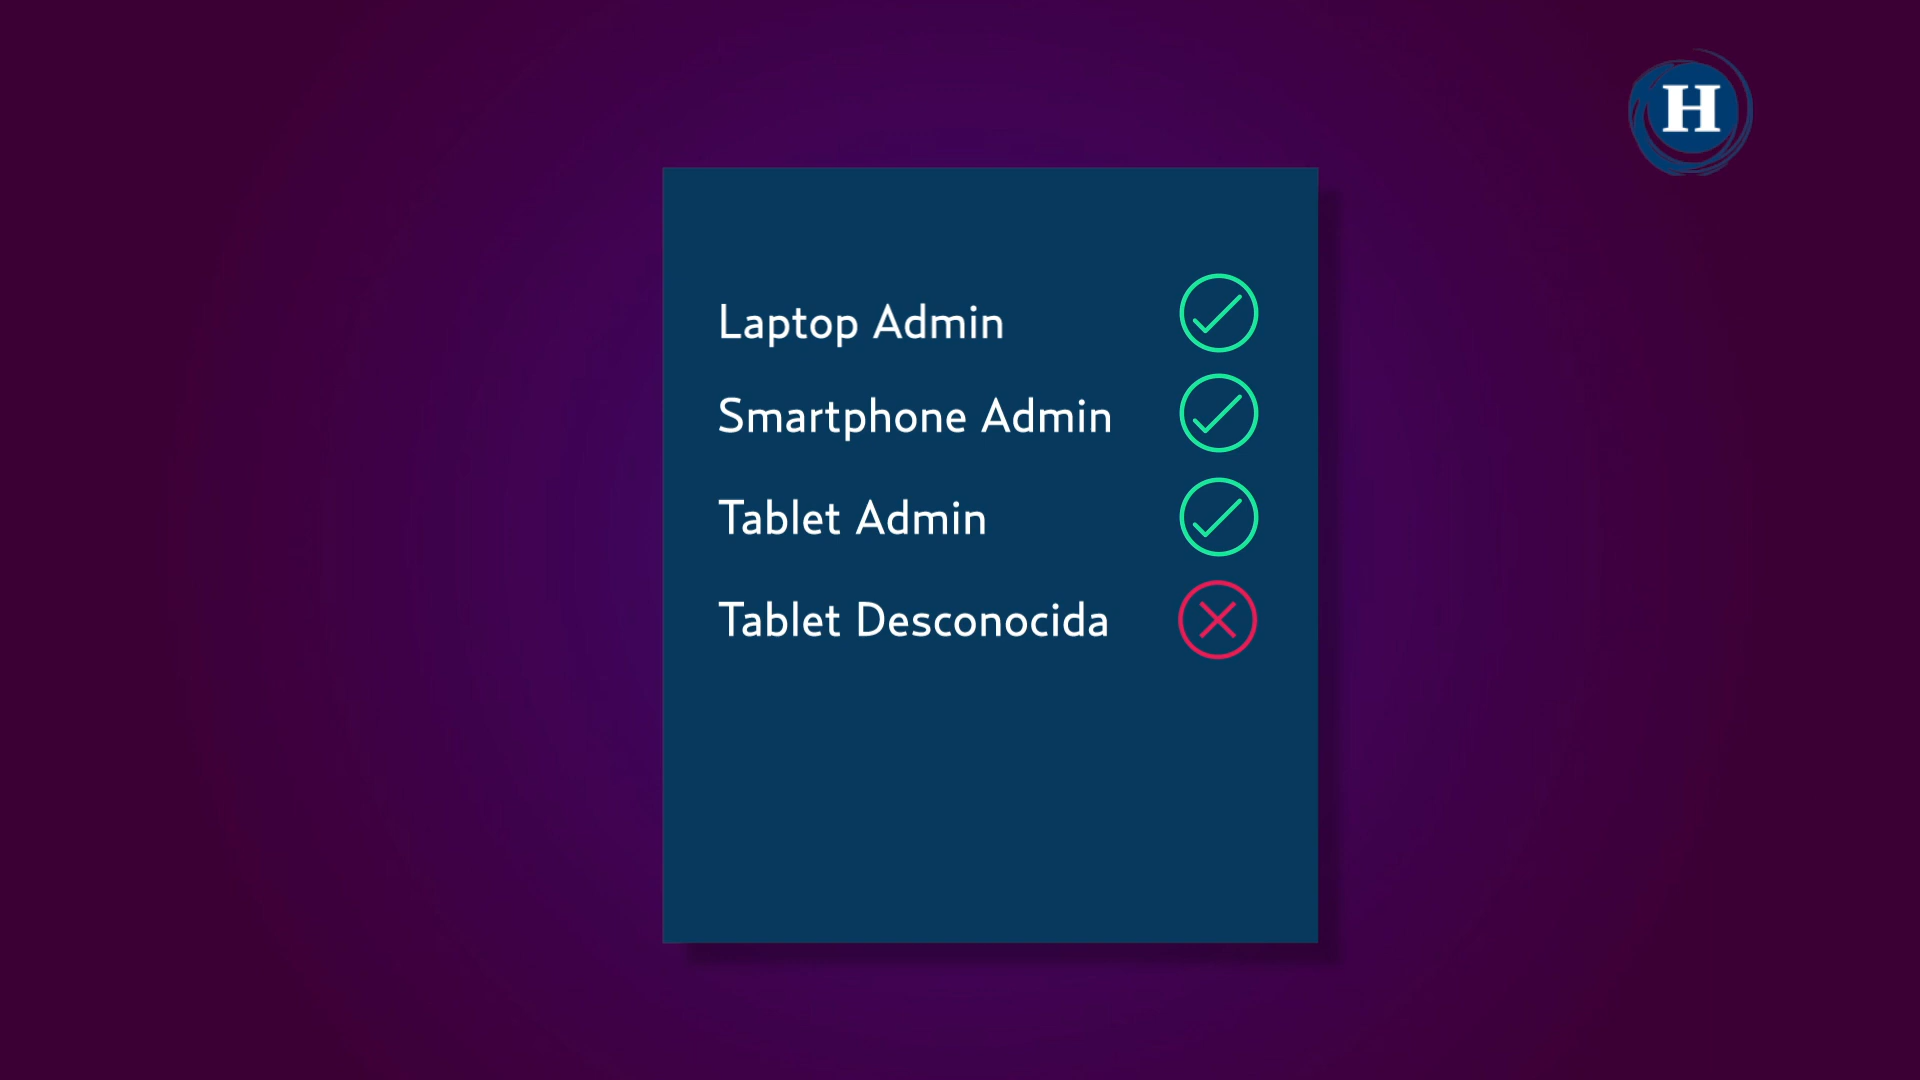 H
Laptop Admin
Smartphone Admin
Tablet Admin
Tablet Desconocida